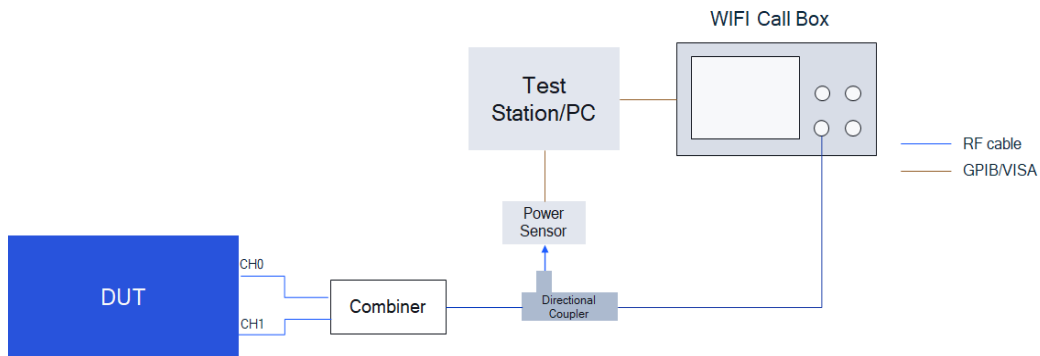 WIFI Call Box
Test
Station/PC
RF cable
GPIB/VISA
Power
Sensor
CH0
DUT
Combiner
Directional
Coupler
CH1